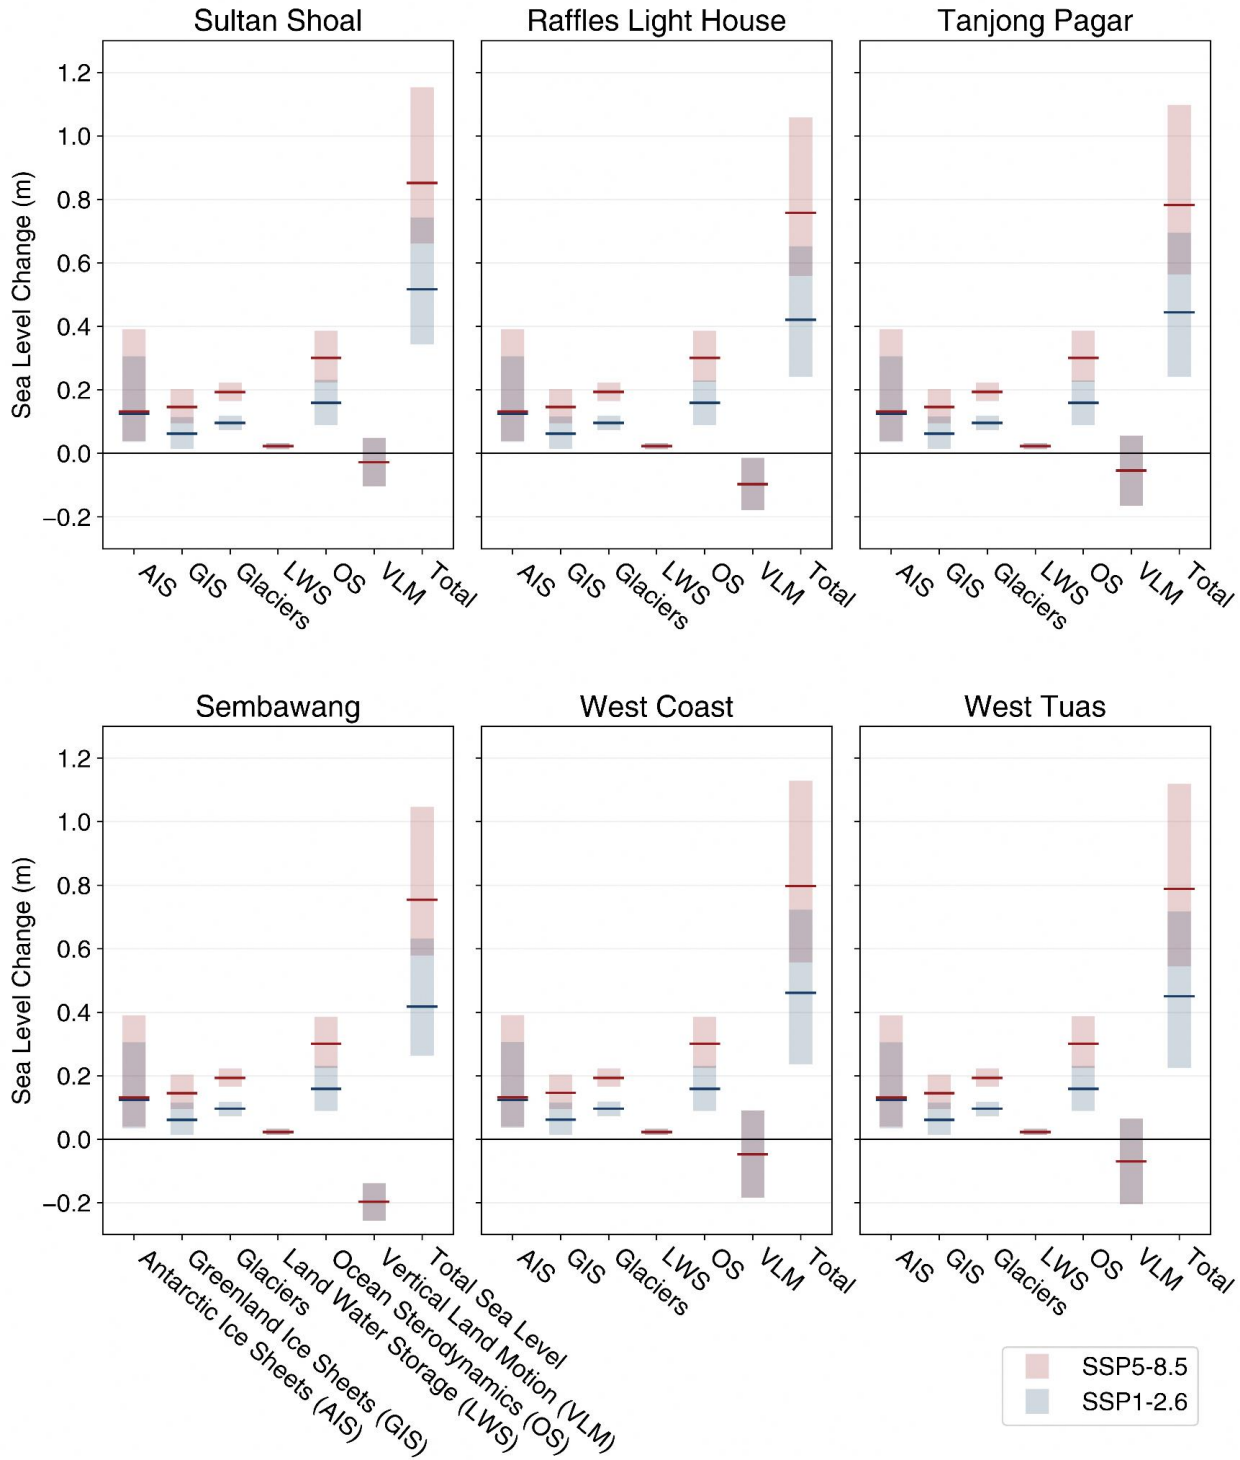 Sultan Shoal
Raffles Light House
Tanjong Pagar
Sea Level Change (m)
1.2
1.0
0.8
0.6
0.4
0.2
0.0
−0.2
AIS
GIS
Glaciers
LWS
OS
VLM
Total
AIS
GIS
Glaciers
LWS
OS
VLM
Total
AIS
GIS
Glaciers
LWS
OS
VLM
Total
Sembawang
West Coast
West Tuas
Sea Level Change (m)
1.2
1.0
0.8
0.6
0.4
0.2
0.0
−0.2
Antarctic Ice Sheets (AIS)
Greenland Ice Sheets (GIS)
Glaciers
Land Water Storage (LWS)
Ocean Sterodynamics (OS)
Vertical Land Motion (VLM)
Total Sea Level
AIS
GIS
Glaciers
LWS
OS
VLM
Total
AIS
GIS
Glaciers
LWS
OS
VLM
Total
SSP5-8.5
SSP1-2.6